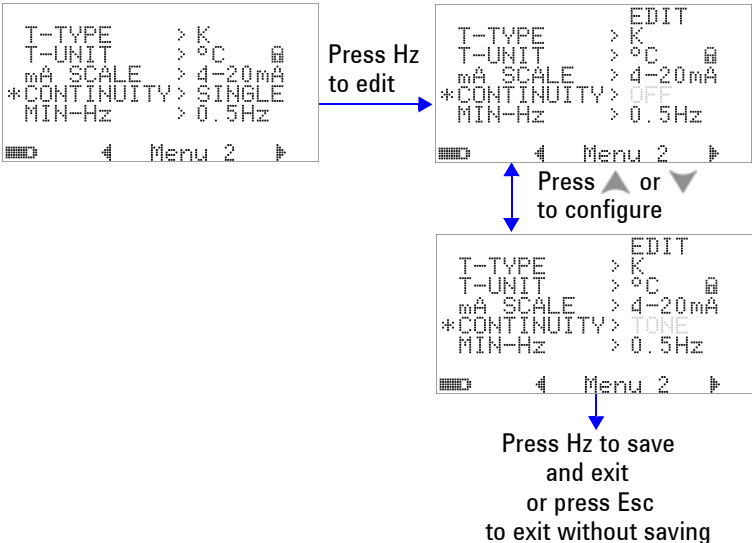 T-TYPE > K
T-UNIT > °C
mA SCALE > 4-20mA
*CONTINUITY> SINGLE
MIN-Hz > 0.5Hz
Menu 2
Press Hz
to edit
EDIT
T-TYPE > K
T-UNIT > °C
mA SCALE > 4-20mA
*CONTINUITY> OFF
MIN-Hz > 0.5Hz
Menu 2
Press or
to configure
EDIT
T-TYPE > K
T-UNIT > °C
mA SCALE > 4-20mA
*CONTINUITY> TONE
MIN-Hz > 0.5Hz
Menu 2
Press Hz to save
and exit
or press Esc
to exit without saving